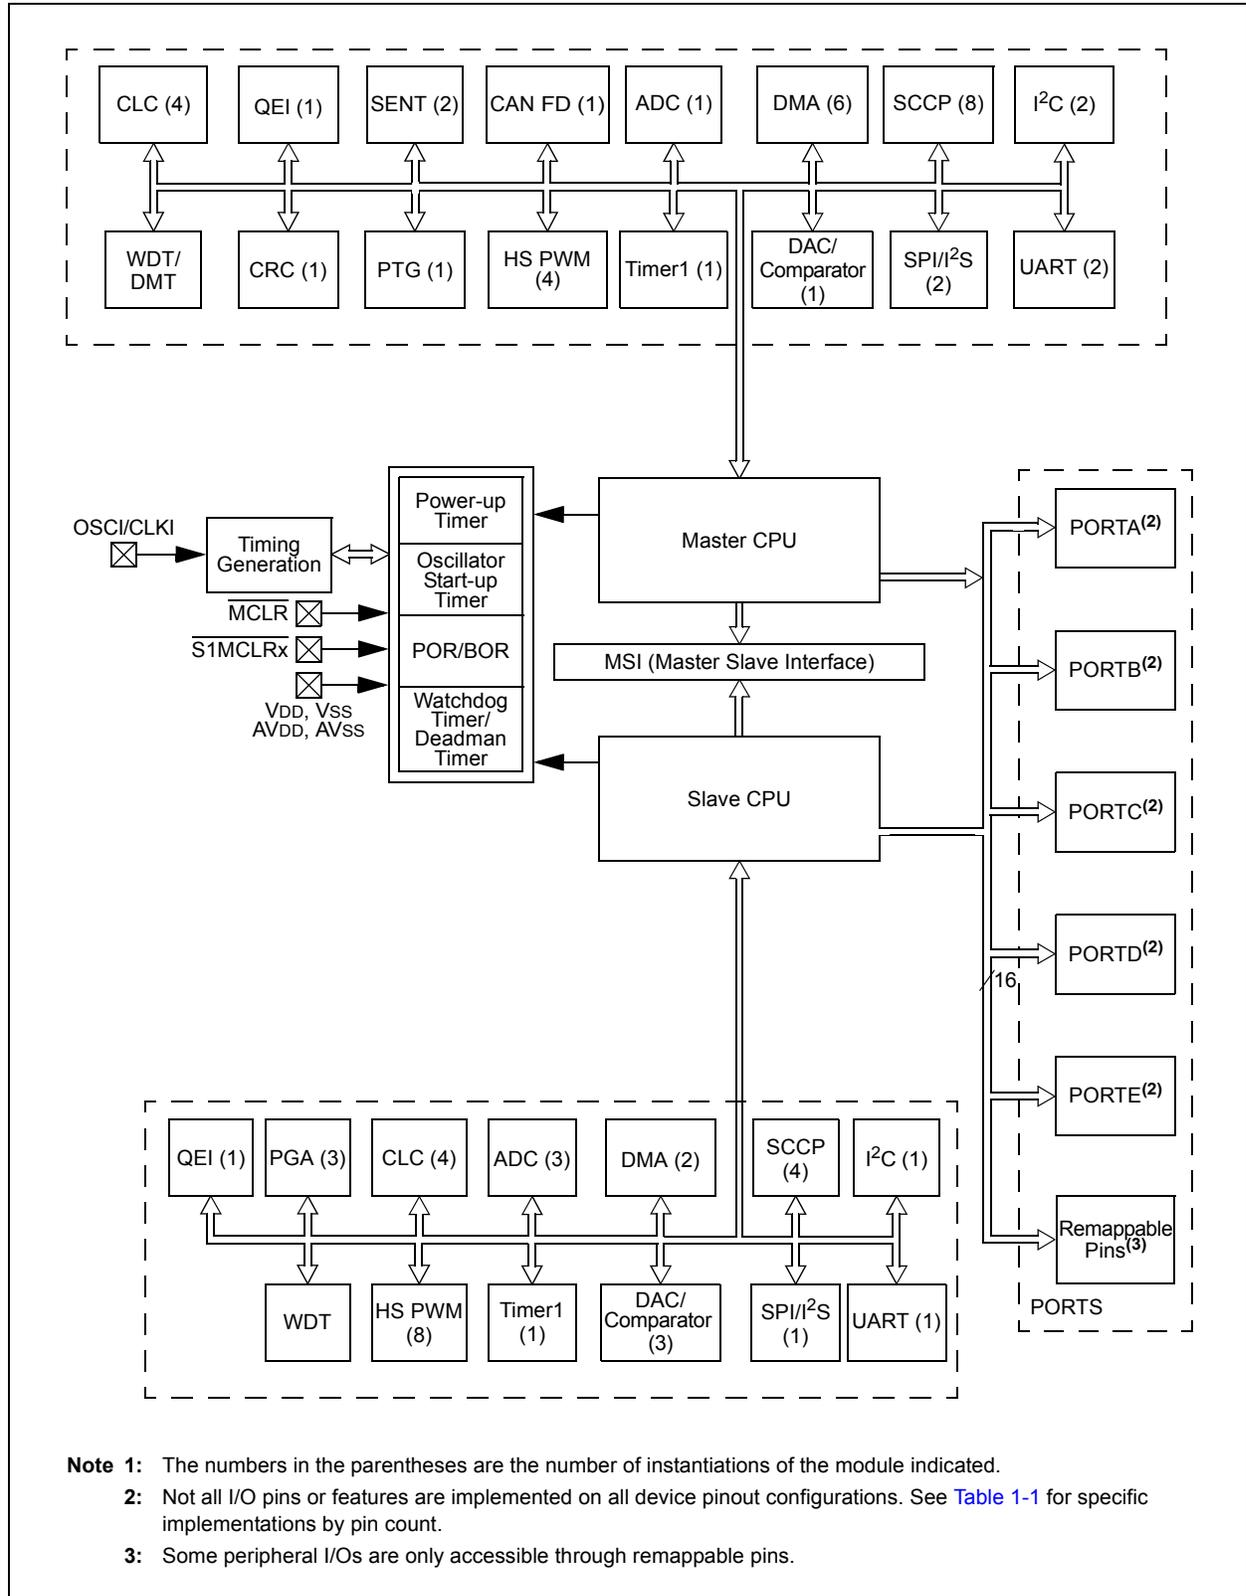 CLC (4)
QEI (1)
SENT (2)
CAN FD (1)
ADC (1)
DMA (6)
SCCP (8)
I²C (2)
WDT/
DMT
CRC (1)
PTG (1)
HS PWM
(4)
Timer1 (1)
DAC/
Comparator
(1)
SPI/I²S
(2)
UART (2)
OSCI/CLKI
Timing
Generation
MCLR
S1MCLRx
VDD, VSS
AVDD, AVSS
Power-up
Timer
Oscillator
Start-up
Timer
POR/BOR
Watchdog
Timer/
Deadman
Timer
Master CPU
MSI (Master Slave Interface)
Slave CPU
PORTA(2)
PORTB(2)
PORTC(2)
PORTD(2)
16
PORTE(2)
Remappable
Pins(3)
PORTS
QEI (1)
PGA (3)
CLC (4)
ADC (3)
DMA (2)
SCCP
(4)
I²C (1)
WDT
HS PWM
(8)
Timer1
(1)
DAC/
Comparator
(3)
SPI/I²S
(1)
UART (1)
Note 1: The numbers in the parentheses are the number of instantiations of the module indicated.
2: Not all I/O pins or features are implemented on all device pinout configurations. See Table 1-1 for specific
implementations by pin count.
3: Some peripheral I/Os are only accessible through remappable pins.